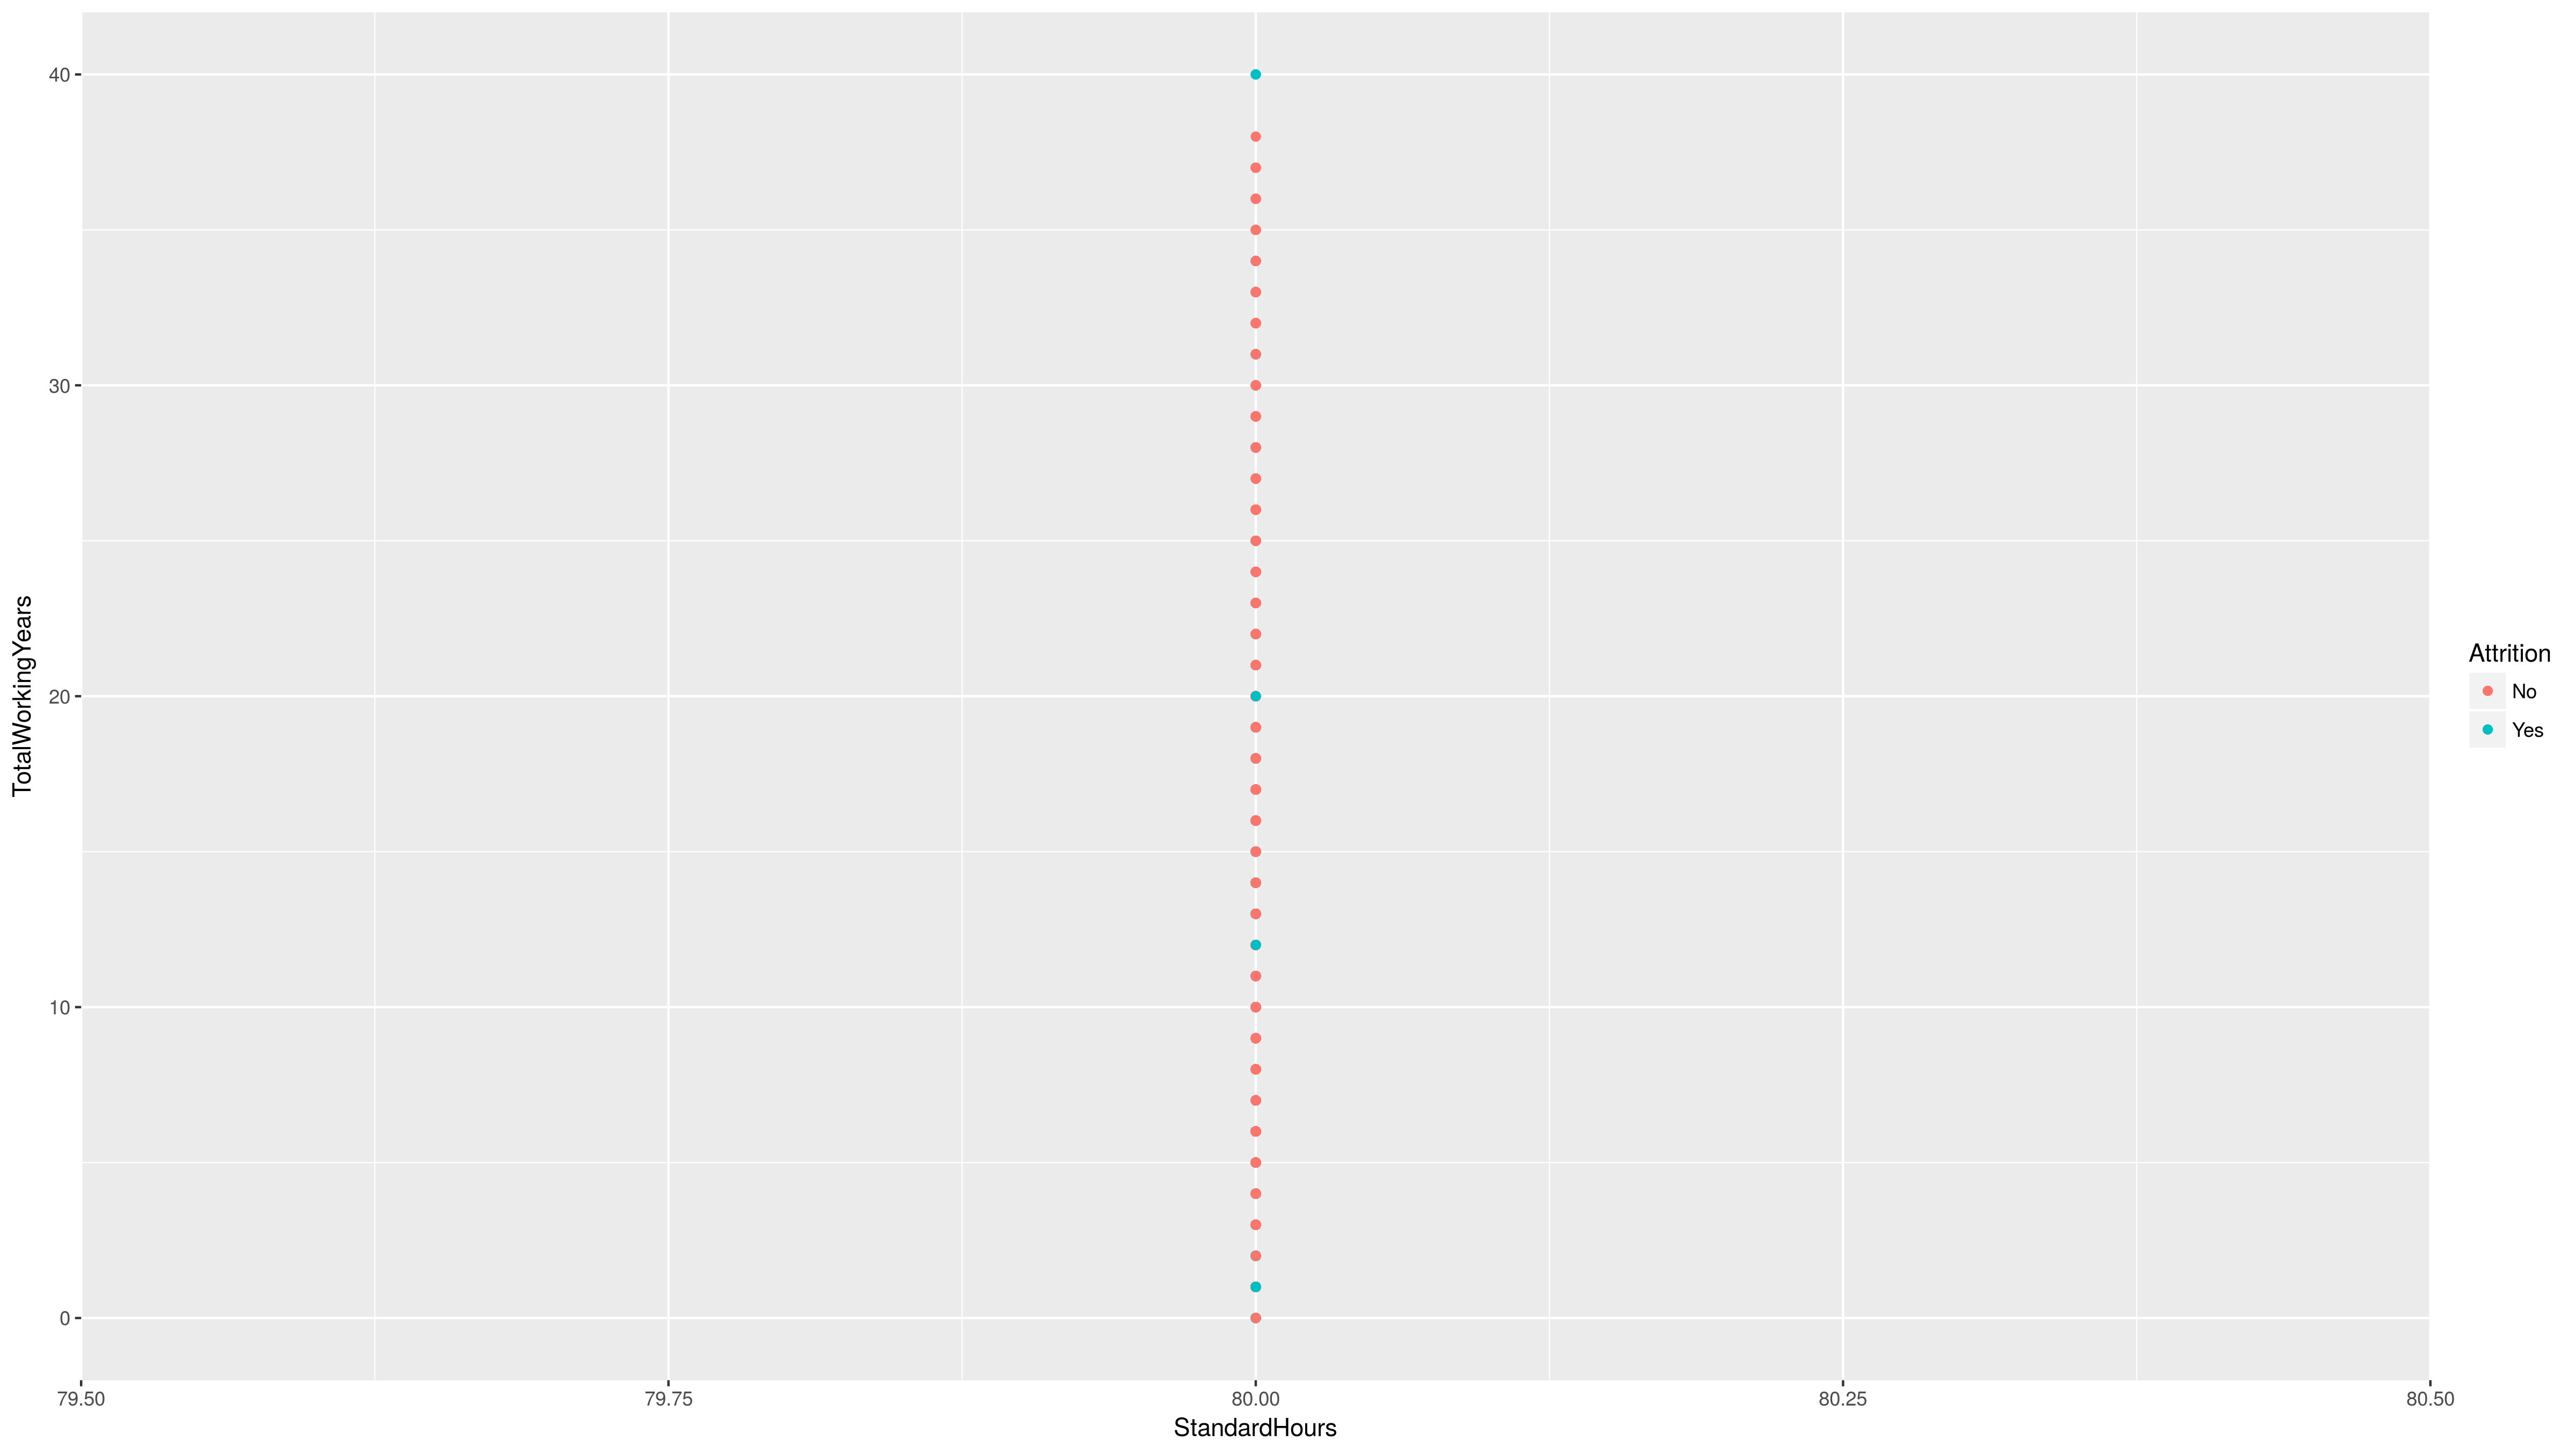 40
30
20
10
0
TotalWorkingYears
79.50
79.75
80.00
80.25
80.50
StandardHours
Attrition
No
Yes